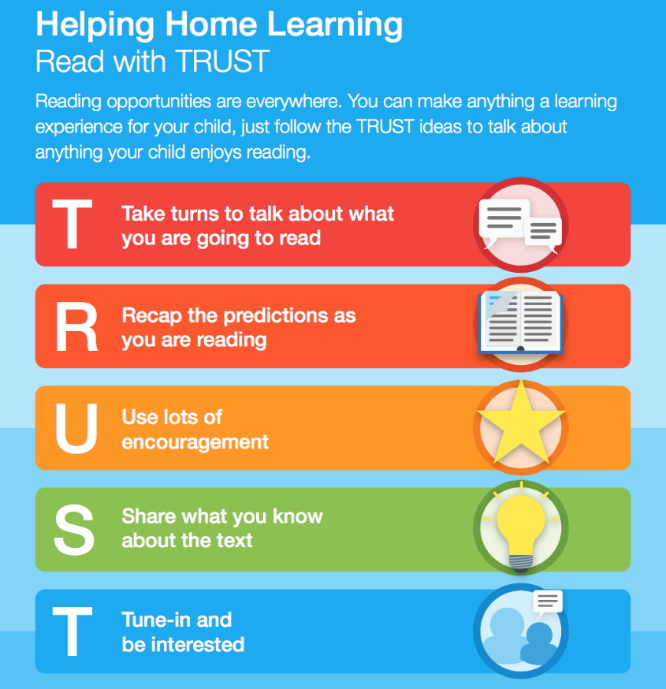 Helping Home Learning
Read with TRUST
Reading opportunities are everywhere. You can make anything a learning
experience for your child, just follow the TRUST ideas to talk about
anything your child enjoys reading.
T
Take turns to talk about what
you are going to read
R
Recap the predictions as
you are reading
U
Use lots of
encouragement
S
Share what you know
about the text
T
Tune-in and
be interested